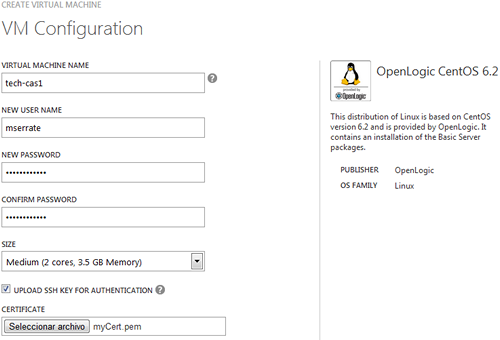 CREATE VIRTUAL MACHINE
VM Configuration
VIRTUAL MACHINE NAME
tech-cas1
?
NEW USER NAME
mserrate
NEW PASSWORD
••••••••••••
CONFIRM PASSWORD
••••••••••••
SIZE
Medium (2 cores, 3.5 GB Memory)
UPLOAD SSH KEY FOR AUTHENTICATION ?
CERTIFICATE
Seleccionar archivo myCert.pem
provided by
OpenLogic
OpenLogic CentOS 6.2
This distribution of Linux is based on CentOS
version 6.2 and is provided by OpenLogic. It
contains an installation of the Basic Server
packages.
PUBLISHER OpenLogic
OS FAMILY Linux